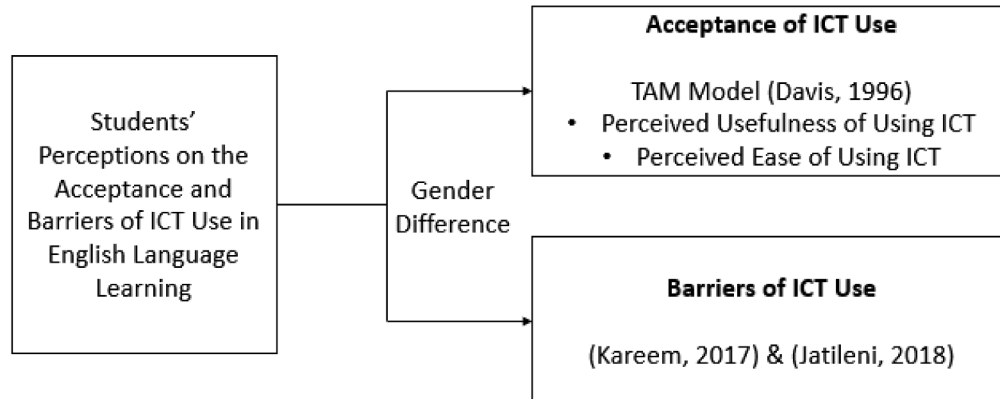 Students’
Perceptions on the
Acceptance and
Barriers of ICT Use in
English Language
Learning
Gender
Difference
Acceptance of ICT Use
TAM Model (Davis, 1996)
• Perceived Usefulness of Using ICT
• Perceived Ease of Using ICT
Barriers of ICT Use
(Kareem, 2017) & (Jatileni, 2018)